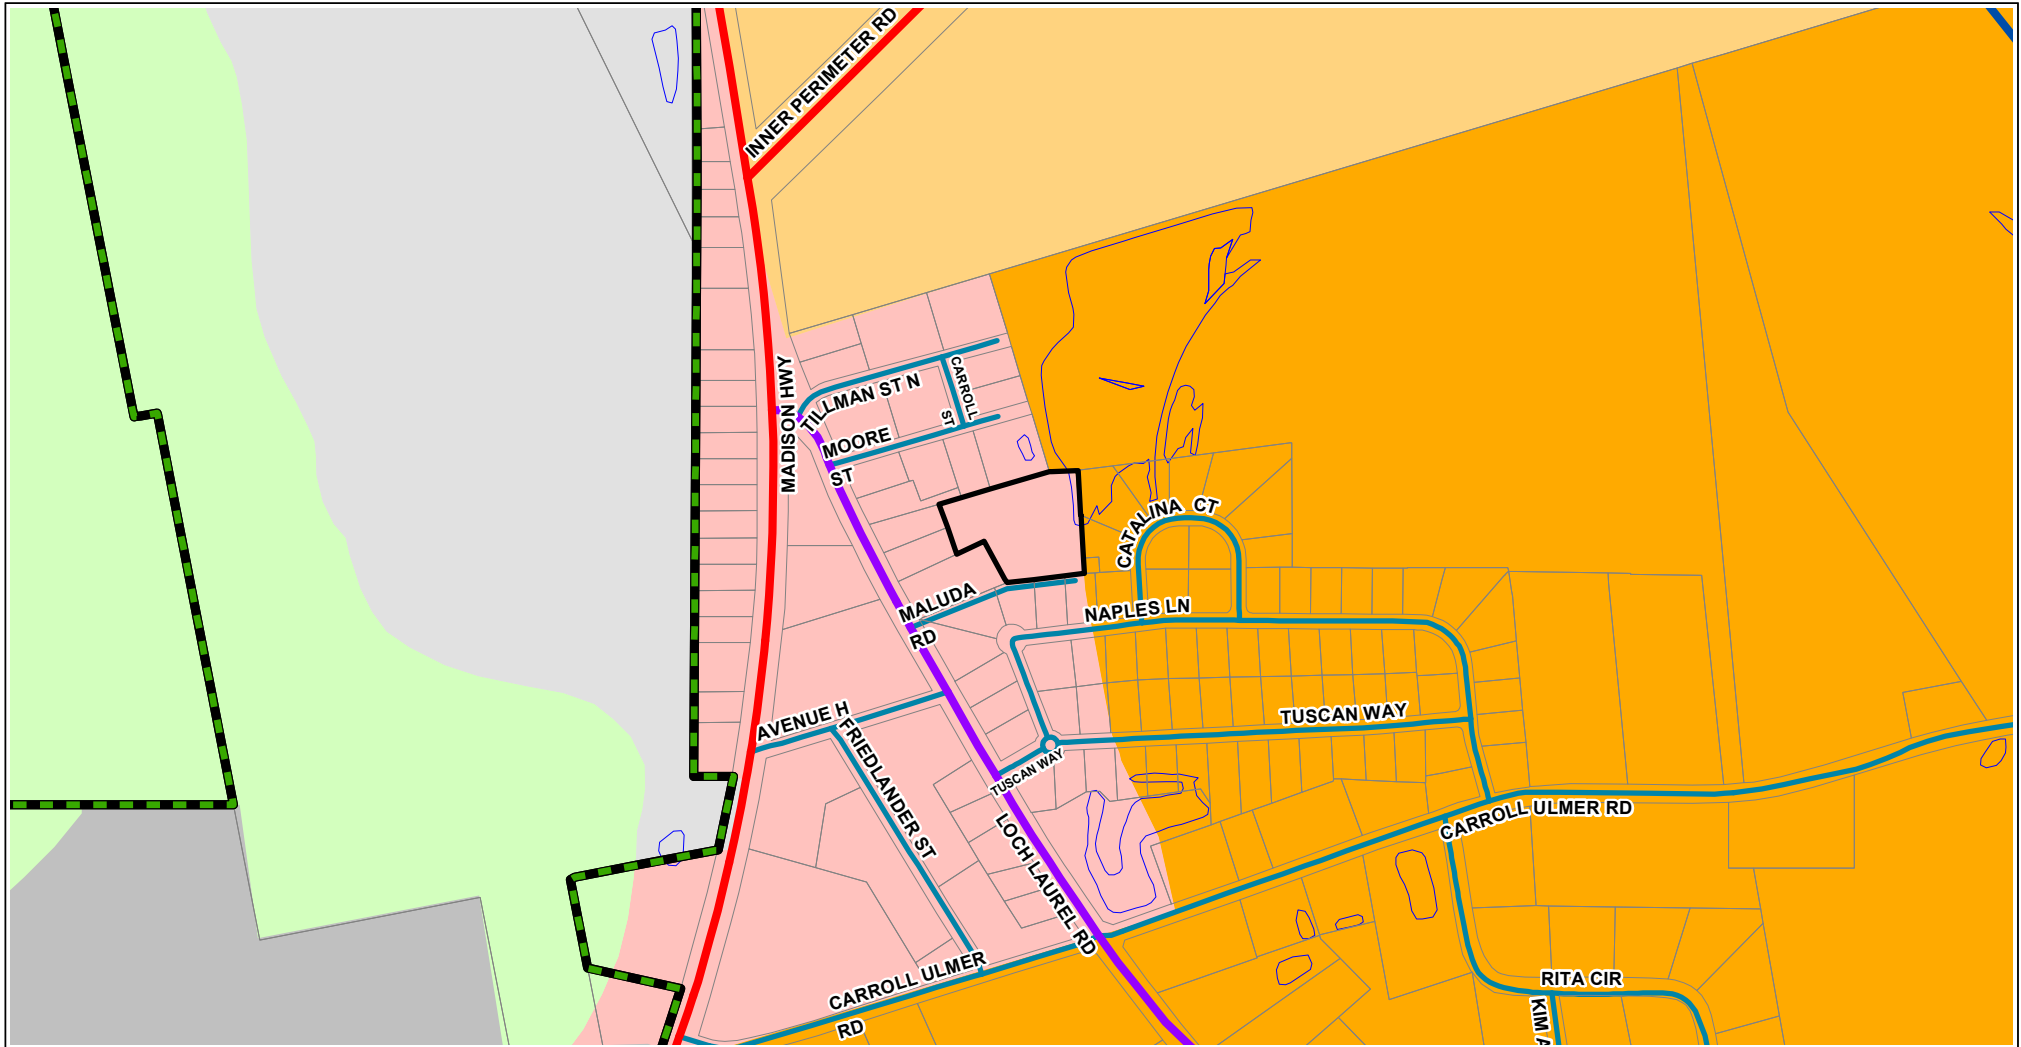 INNER PERIMETER RD
MADISON HWY
TILLMAN ST N
CARROLL
ST
MOORE
ST
CATALINA CT
MALUDA
RD
NAPLES LN
AVENUE H
FRIEDLANDER ST
TUSCAN WAY
TUSCAN WAY
LOCH LAUREL RD
CARROLL ULMER RD
CARROLL ULMER
RD
RITA CIR
KIM A